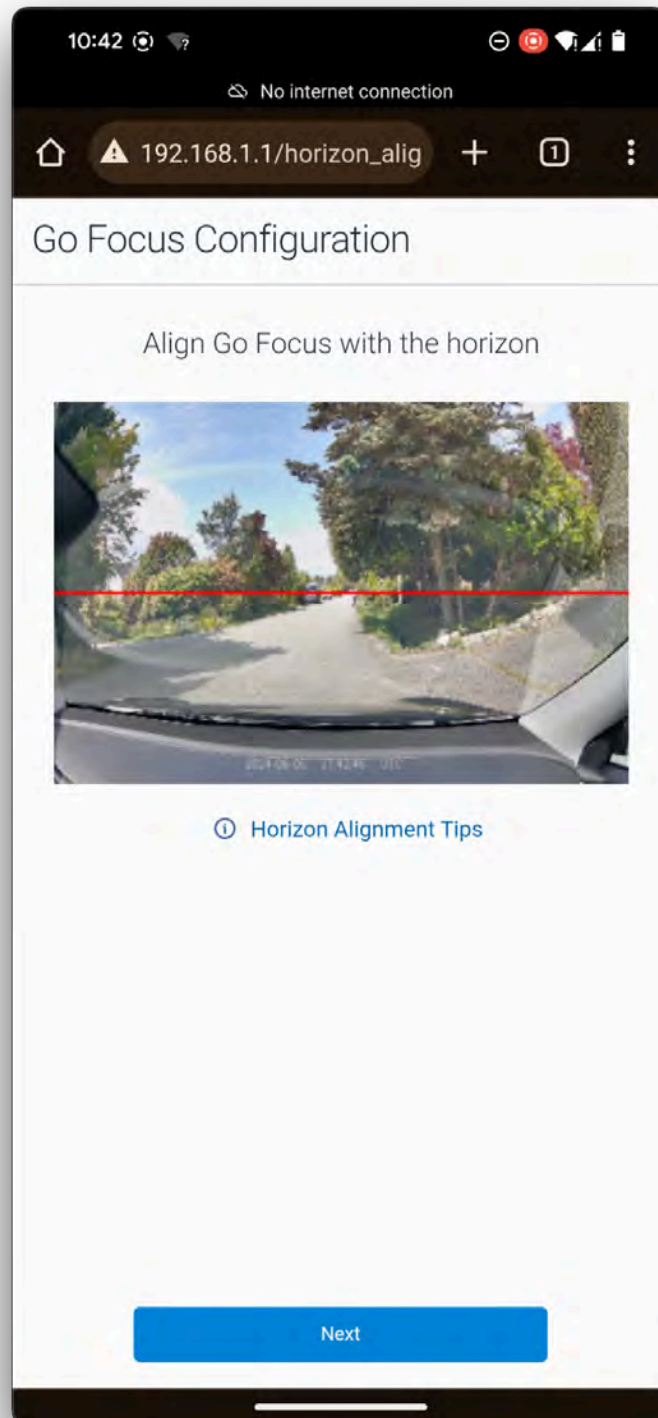 10:42
No internet connection
192.168.1.1/horizon_alig
1
Go Focus Configuration
Align Go Focus with the horizon
UTC
Horizon Alignment Tips
Next